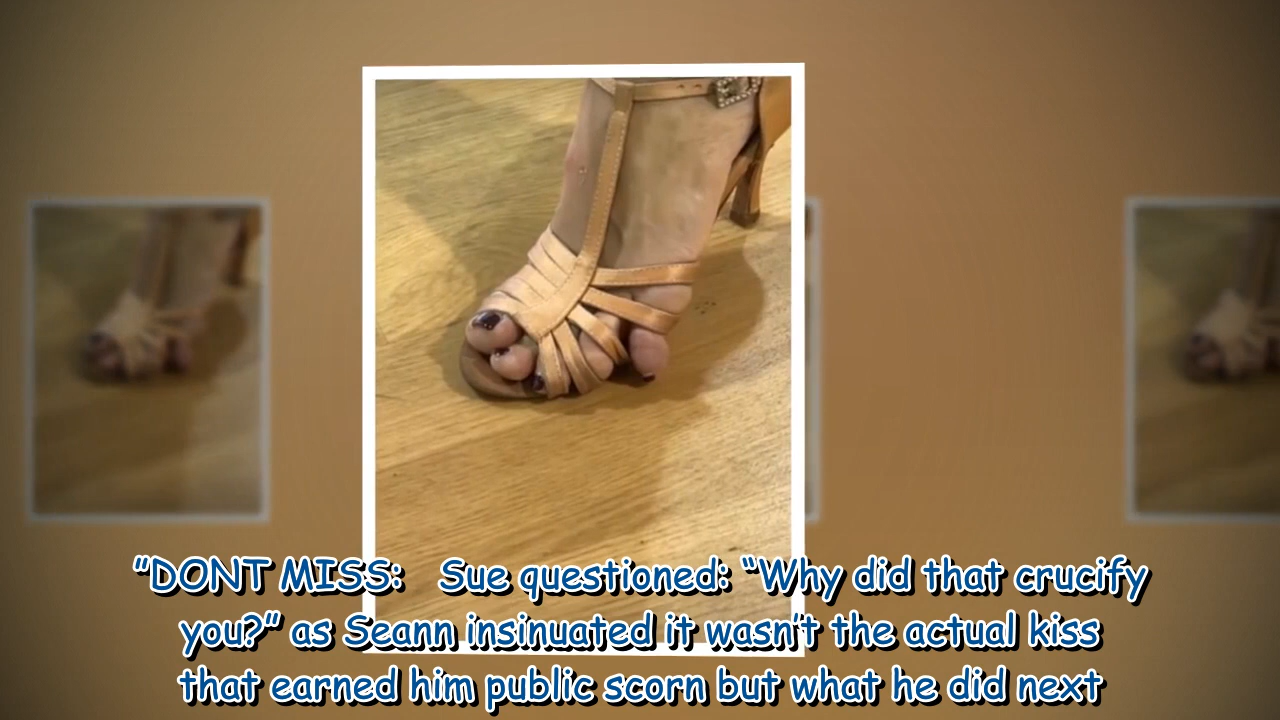 "DONT MISS:   Sue questioned: “Why did that crucify
you?” as Seann insinuated it wasn’t the actual kiss
that earned him public scorn but what he did next